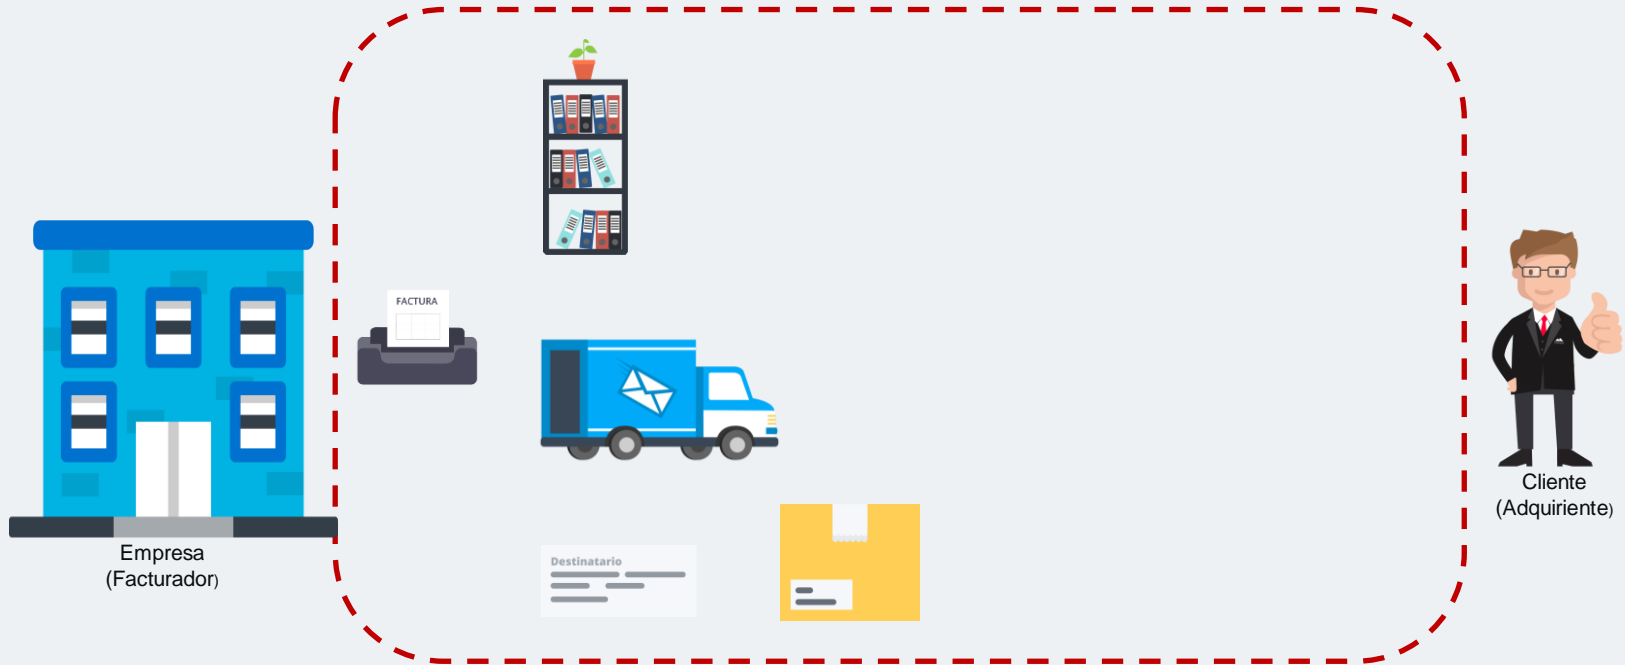 FACTURA
Destinatario
Empresa
(Facturador)
Cliente
(Adquiriente)